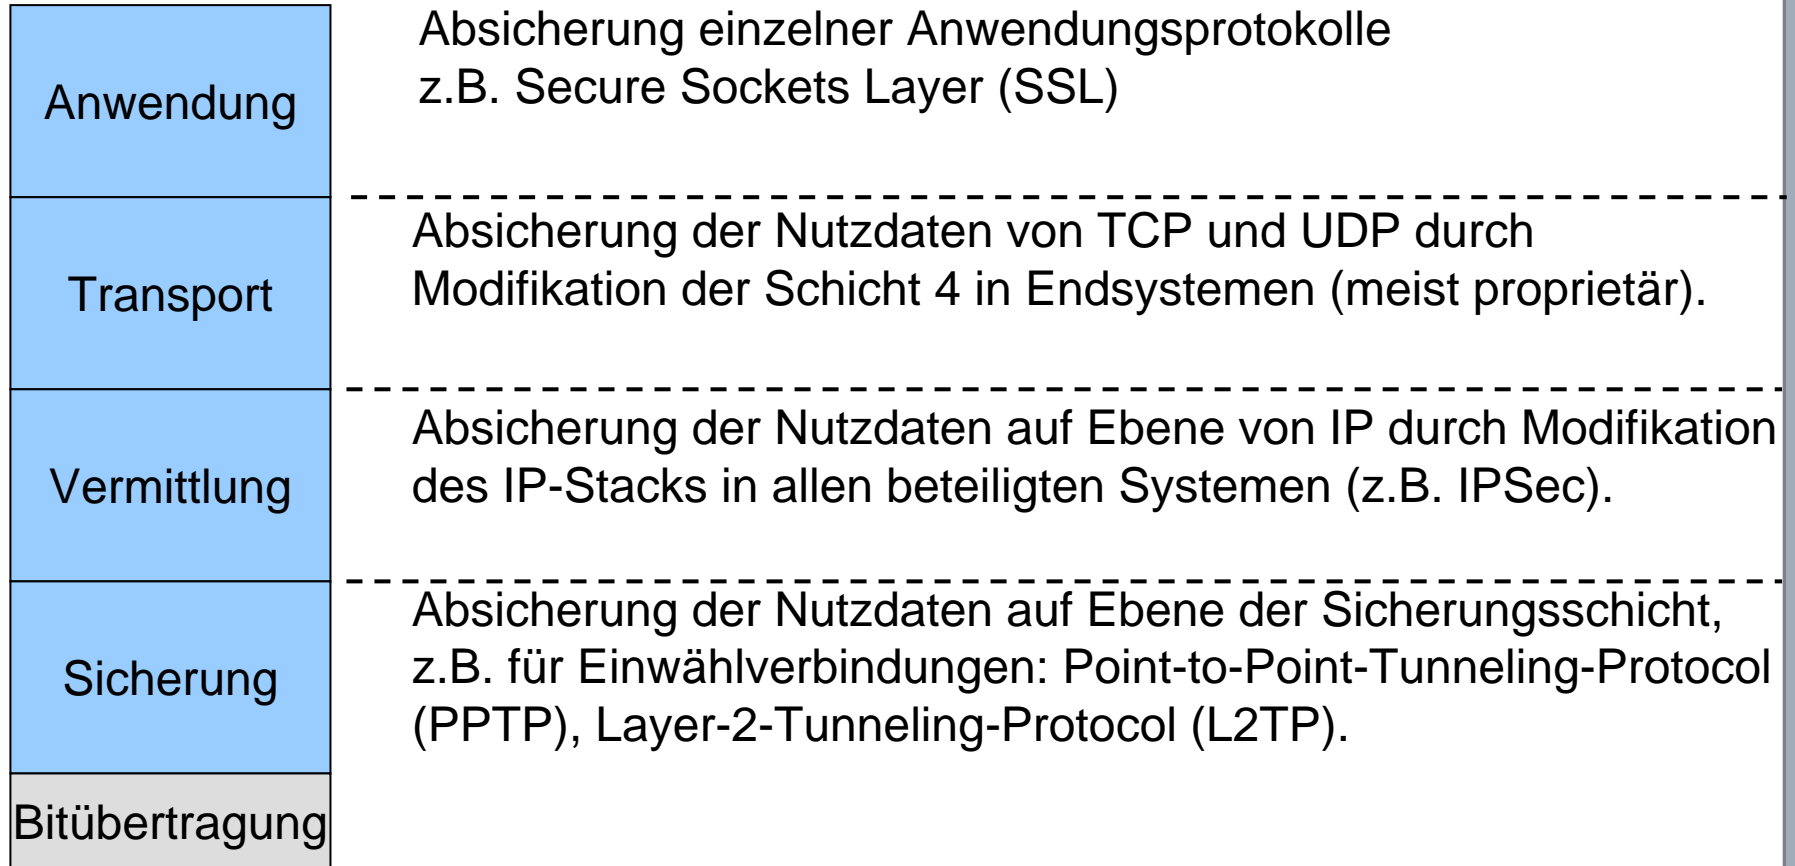 Anwendung
Absicherung einzelner Anwendungsprotokolle
z.B. Secure Sockets Layer (SSL)
Transport
Absicherung der Nutzdaten von TCP und UDP durch
Modifikation der Schicht 4 in Endsystemen (meist proprietär).
Vermittlung
Absicherung der Nutzdaten auf Ebene von IP durch Modifikation
des IP-Stacks in allen beteiligten Systemen (z.B. IPSec).
Sicherung
Absicherung der Nutzdaten auf Ebene der Sicherungsschicht,
z.B. für Einwählverbindungen: Point-to-Point-Tunneling-Protocol
(PPTP), Layer-2-Tunneling-Protocol (L2TP).
Bitübertragung